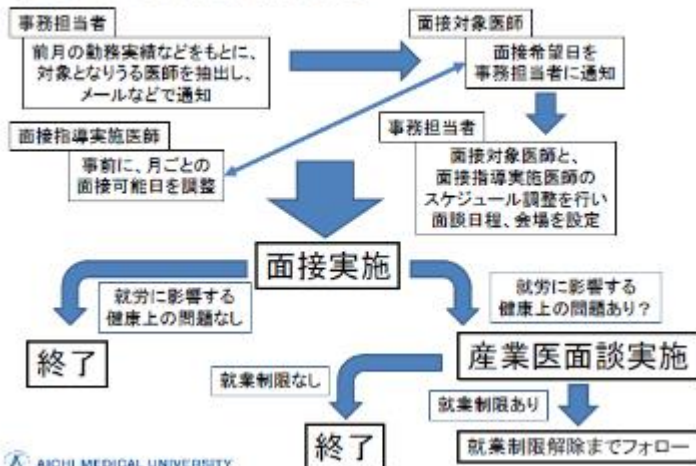 事務担当者
前月の勤務実績などをもとに、
対象となりうる医師を抽出し、
メールなどで通知
面接対象医師
面接希望日を
事務担当者に通知
面接指導実施医師
事前に、月ごとの
面接可能日を調整
事務担当者
面接対象医師と、
面接指導実施医師の
スケジュール調整を行い
面談日程、会場を設定
面接実施
就労に影響する
健康上の問題なし
就労に影響する
健康上の問題あり?
終了
産業医面談実施
就業制限なし
就業制限あり
終了
就業制限解除までフォロー
AICHI MEDICAL UNIVERSITY